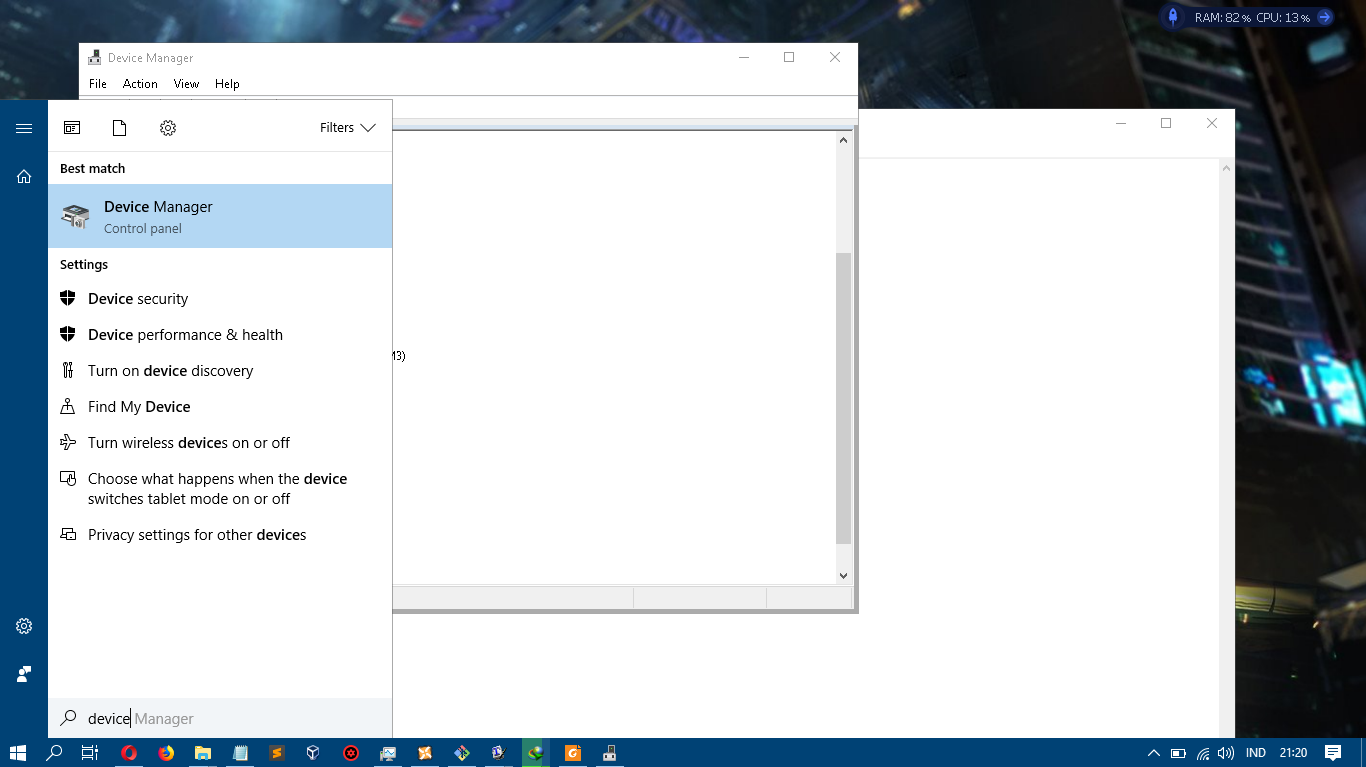 RAM: 82% CPU: 13%
Device Manager
File Action View Help
Filters
Best match
Device Manager
Control panel
Settings
Device security
Device performance & health
Turn on device discovery
Find My Device
Turn wireless devices on or off
Choose what happens when the device
switches tablet mode on or off
Privacy settings for other devices
device Manager
IND 21:20